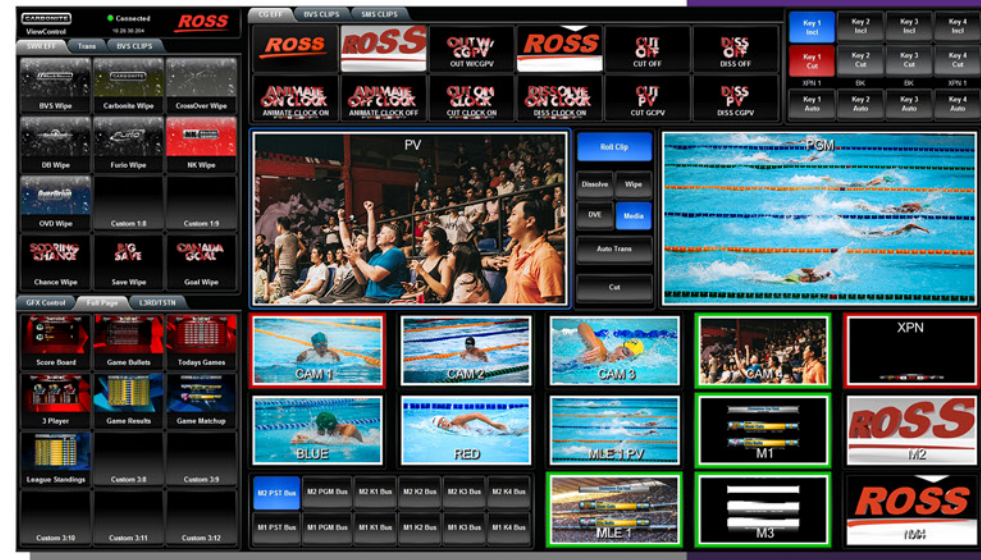 CARBONITE
Connected
ROSS
ViewControl
SWR EFF Trans BVS CLIPS
CARBONITE
BVS Wipe Carbonite Wipe CrossOver Wipe
FURIO NK
DB Wipe Furio Wipe NK Wipe
OverDrive
OVD Wipe Custom 1:8 Custom 1:9
SCORING CHANCE BIG SAVE CANADA GOAL
Chance Wipe Save Wipe Goal Wipe
GFX Control Full Page L3RD/TSTN
Score Board Game Bullets Todays Games
3 Player Game Results Game Matchup
League Standings Custom 3:8 Custom 3:9
Custom 3:10 Custom 3:11 Custom 3:12
CG EFF BVS CLIPS SMS CLIPS
ROSS ROSS OUT W/ CGPV ROSS CUT OFF DISS OFF
OUT W/CGPV CUT OFF DISS OFF
ANIMATE ON CLOCK ANIMATE OFF CLOCK CUT ON CLOCK DISSOLVE ON CLOCK CUT PV DISS PV
ANIMATE CLOCK ON ANIMATE CLOCK OFF CUT CLOCK ON DISS CLOCK ON CUT GCPV DISS CGPV
Key 1 Incl Key 2 Incl Key 3 Incl Key 4 Incl
Key 1 Cut Key 2 Cut Key 3 Cut Key 4 Cut
XPN 1 BK BK XPN 1
Key 1 Auto Key 2 Auto Key 3 Auto Key 4 Auto
PV
Roll Clip
Dissolve Wipe
DVE Media
Auto Trans
Cut
PGM
CAM 1 CAM 2 CAM 3 CAM 4 XPN
BLUE RED MLE 1 PV M1 ROSS M2
M2 PST Bus M2 PGM Bus M2 K1 Bus M2 K2 Bus M2 K3 Bus M2 K4 Bus
M1 PST Bus M1 PGM Bus M1 K1 Bus M1 K2 Bus M1 K3 Bus M1 K4 Bus
MLE 1 M3 ROSS